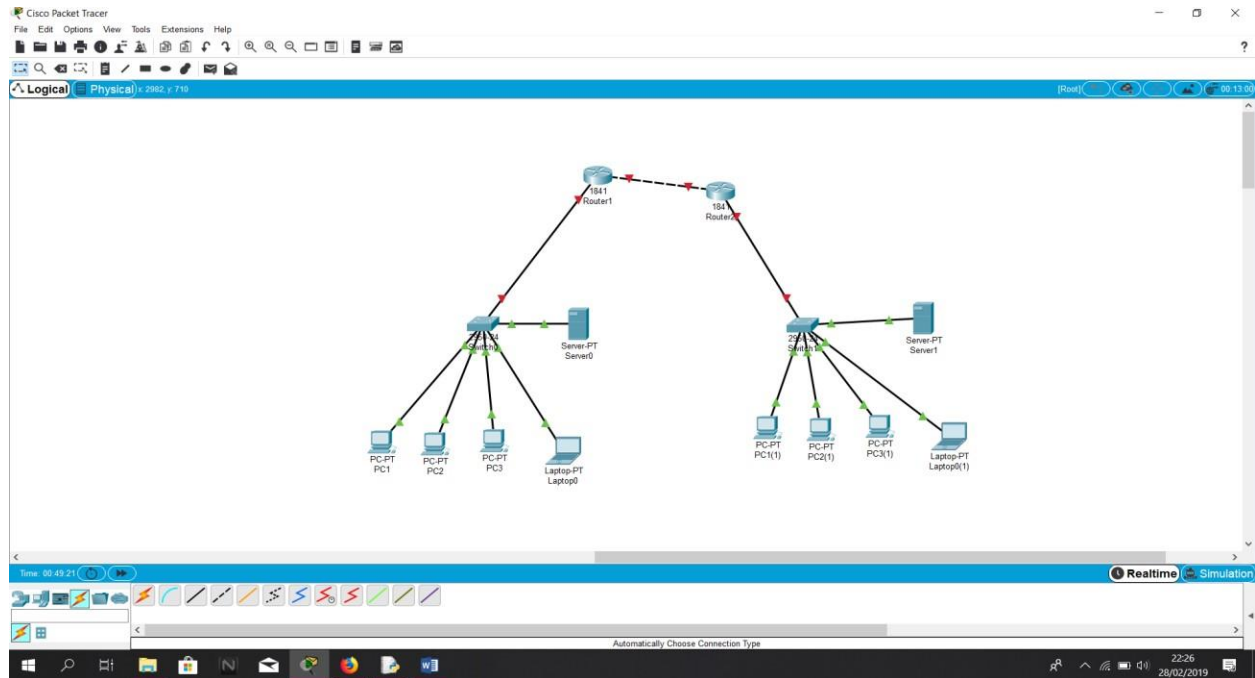 Cisco Packet Tracer
File Edit Options View Tools Extensions Help
?
Logical Physical x: 2982, y: 710
[Root] 00:13:00
1841
Router1
184
Router2
Switch0
Server-PT
Server0
Switch1
Server-PT
Server1
PC-PT
PC1
PC-PT
PC2
PC-PT
PC3
Laptop-PT
Laptop0
PC-PT
PC1(1)
PC-PT
PC2(1)
PC-PT
PC3(1)
Laptop-PT
Laptop0(1)
Time: 00:49:21
Realtime Simulation
Automatically Choose Connection Type
22:26
28/02/2019